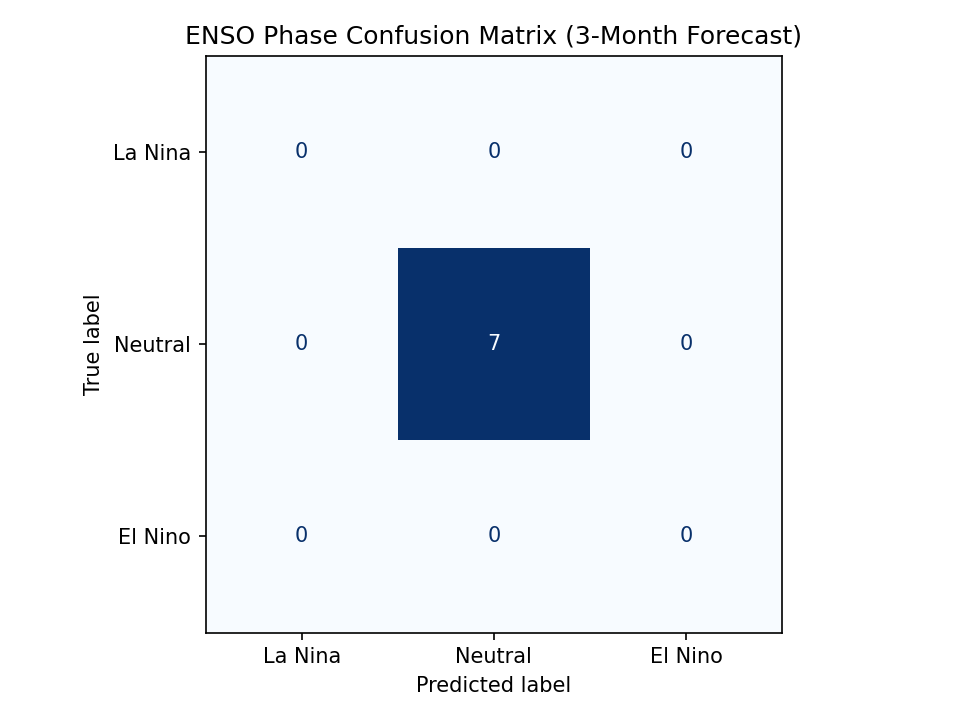 ENSO Phase Confusion Matrix (3-Month Forecast)
La Nina 0 0 0
True label
Neutral 0 7 0
El Nino 0 0 0
La Nina Neutral El Nino
Predicted label